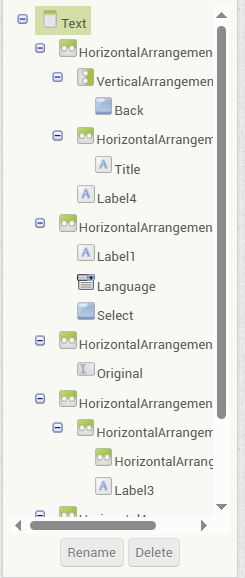 Text
HorizontalArrangemen
VerticalArrangemen
Back
HorizontalArrangem
Title
Label4
HorizontalArrangemen
Label1
Language
Select
HorizontalArrangemen
Original
HorizontalArrangemen
HorizontalArrangem
HorizontalArrang
Label3
Rename
Delete